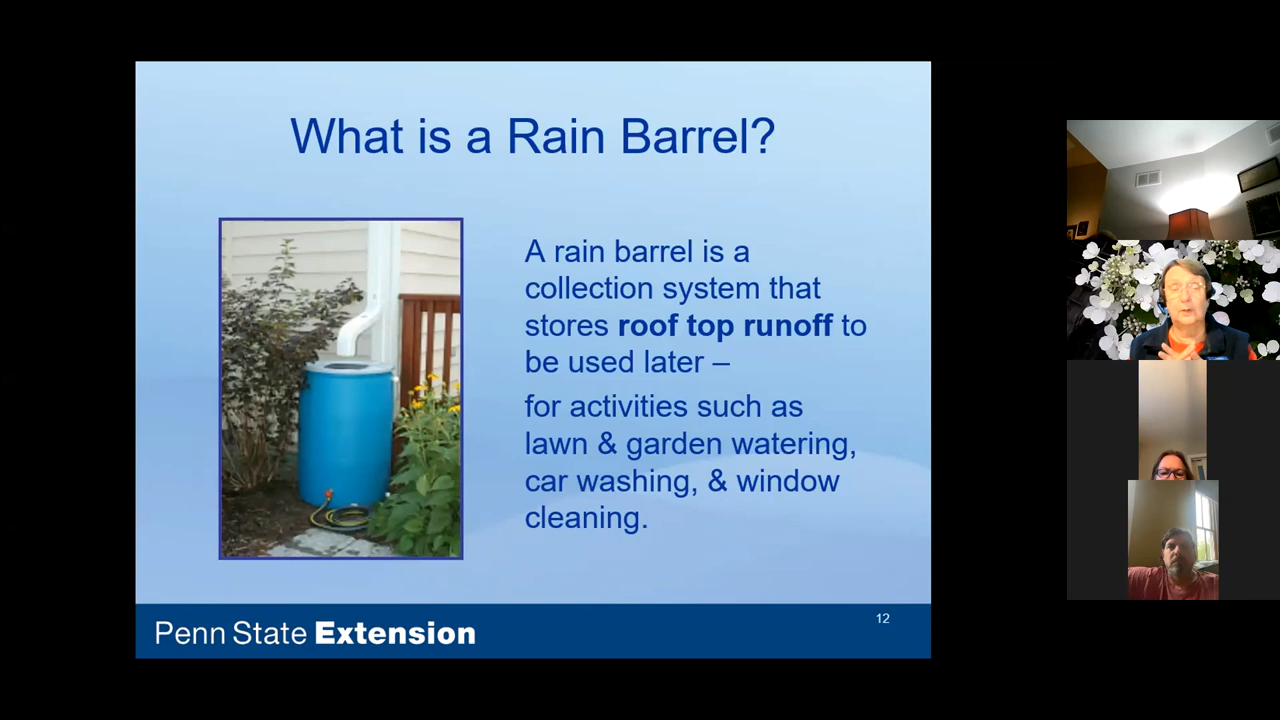 What is a Rain Barrel?
A rain barrel is a
collection system that
stores roof top runoff to
be used later –
for activities such as
lawn & garden watering,
car washing, & window
cleaning.
Penn State Extension
12